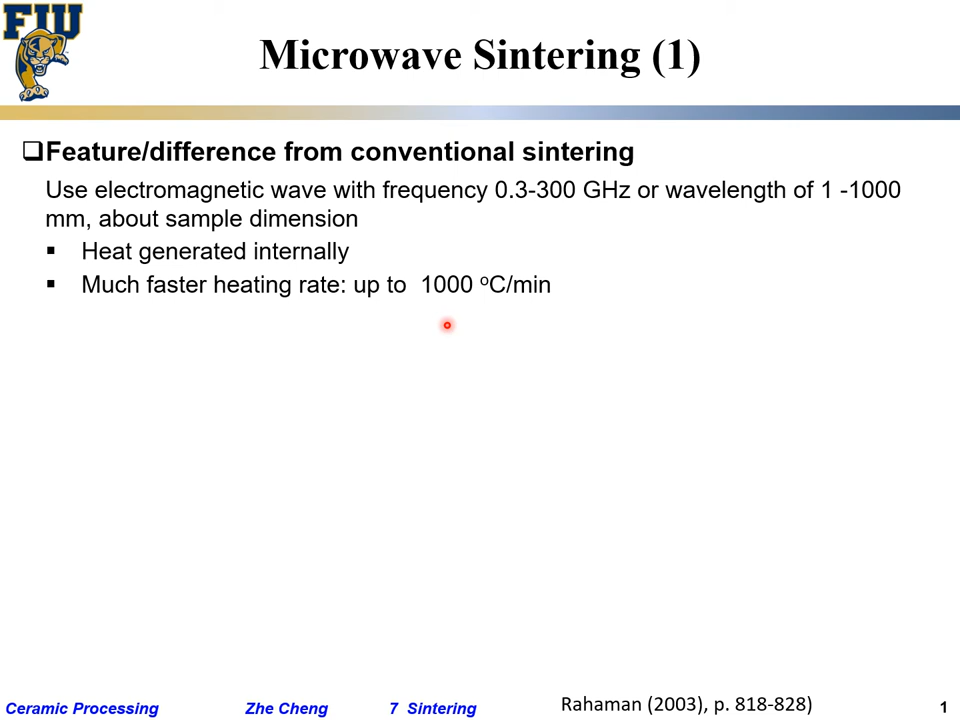 FIU
Microwave Sintering (1)
❑Feature/difference from conventional sintering
Use electromagnetic wave with frequency 0.3-300 GHz or wavelength of 1 -1000
mm, about sample dimension
▪ Heat generated internally
▪ Much faster heating rate: up to  1000 ᵒC/min
Ceramic Processing Zhe Cheng 7  Sintering Rahaman (2003), p. 818-828) 1